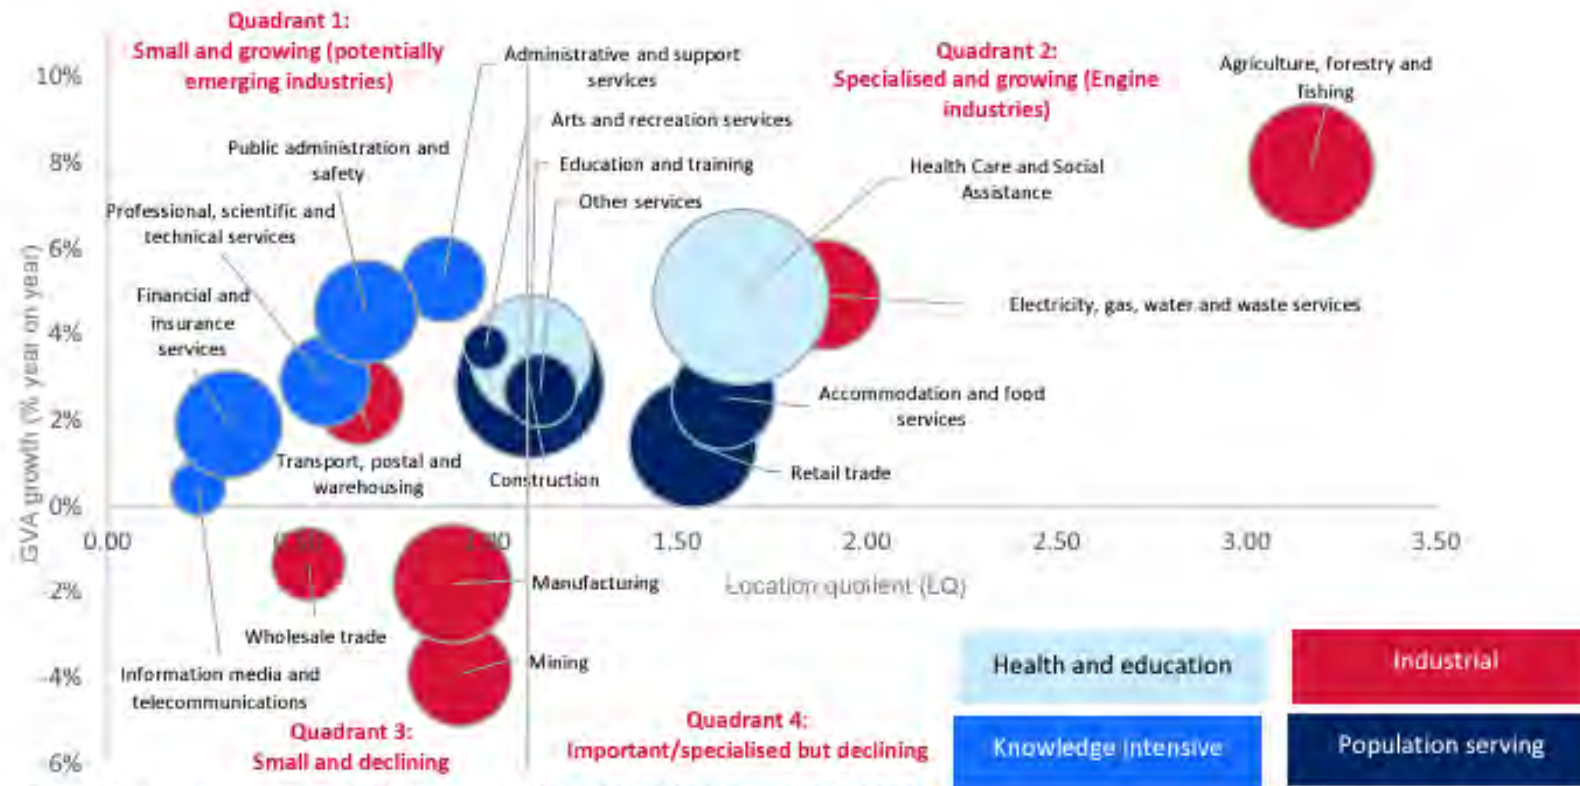 Quadrant 1:
Small and growing (potentially
emerging industries)
Administrative and support
services
Quadrant 2:
Specialised and growing (Engine
industries)
Agriculture, forestry and
fishing
10%
Arts and recreation services
Public administration and
safety
Education and training
Health Care and Social
Assistance
8%
Professional, scientific and
technical services
Other services
6%
Financial and
insurance
services
Electricity, gas, water and waste services
4%
Accommodation and food
services
2%
Transport, postal and
warehousing
Construction
Retail trade
0%
GVA growth (% year on year)
0.00
1.00
1.50
2.00
2.50
3.00
3.50
-2%
Manufacturing
Location quotient (LQ)
Wholesale trade
Mining
-4%
Information media and
telecommunications
Quadrant 3:
Small and declining
Quadrant 4:
Important/specialised but declining
6%
Health and education
Industrial
Knowledge intensive
Population serving